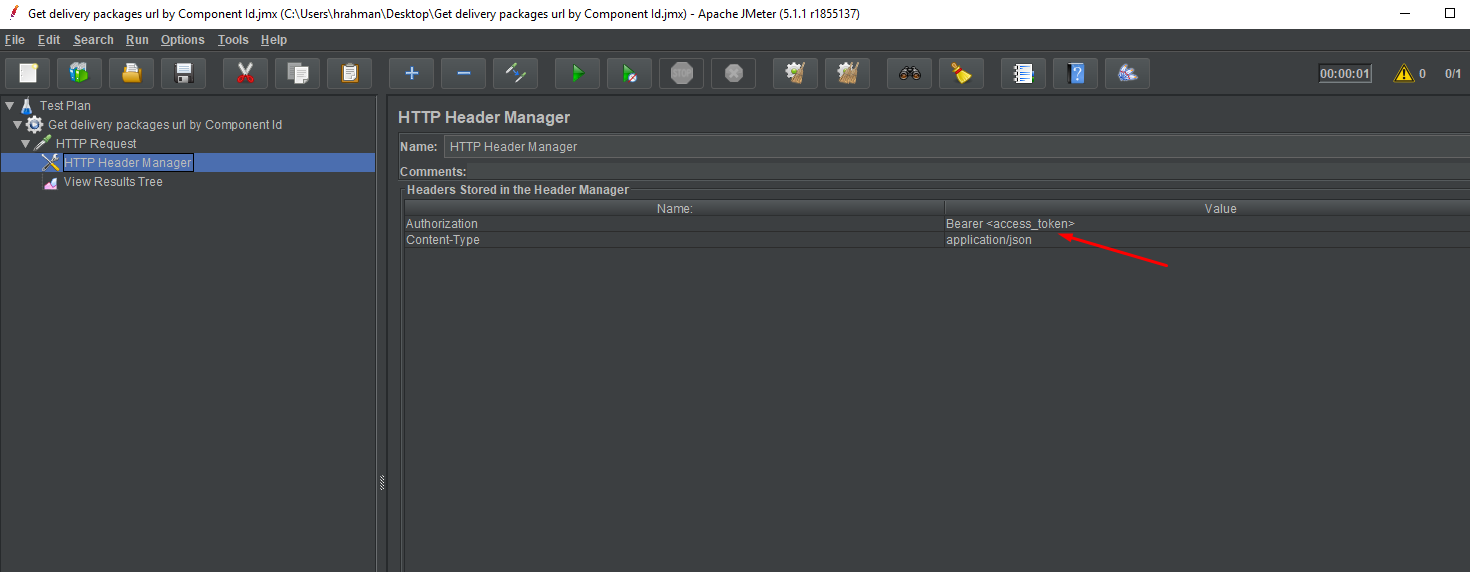 Get delivery packages url by Component Id.jmx (C:\Users\hrahman\Desktop\Get delivery packages url by Component Id.jmx) - Apache JMeter (5.1.1 r1855137)
File Edit Search Run Options Tools Help
STOP 00:00:01 0 0/1
Test Plan
Get delivery packages url by Component Id
HTTP Request
HTTP Header Manager
View Results Tree
HTTP Header Manager
Name: HTTP Header Manager
Comments:
Headers Stored in the Header Manager
Name: Value
Authorization Bearer <access_token>
Content-Type application/json